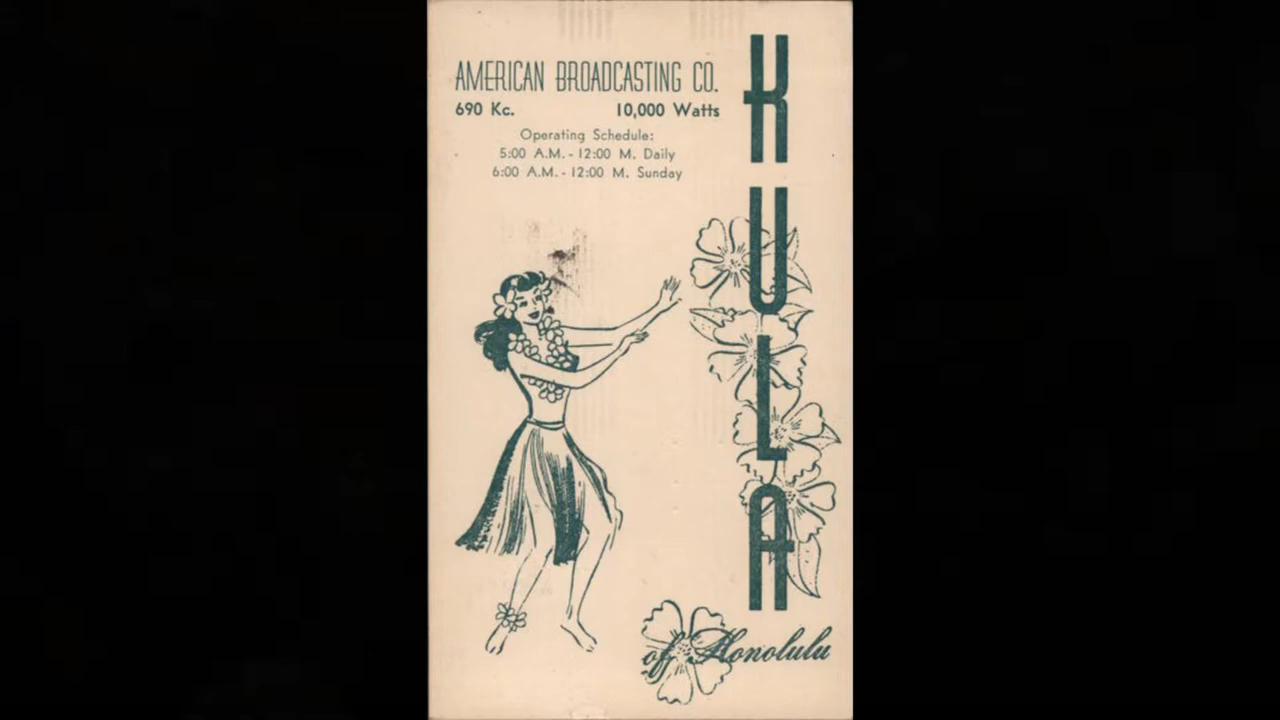 AMERICAN BROADCASTING CO.
690 Kc. 10,000 Watts
Operating Schedule:
5:00 A.M. - 12:00 M. Daily
6:00 A.M. - 12:00 M. Sunday
KULA
of Honolulu